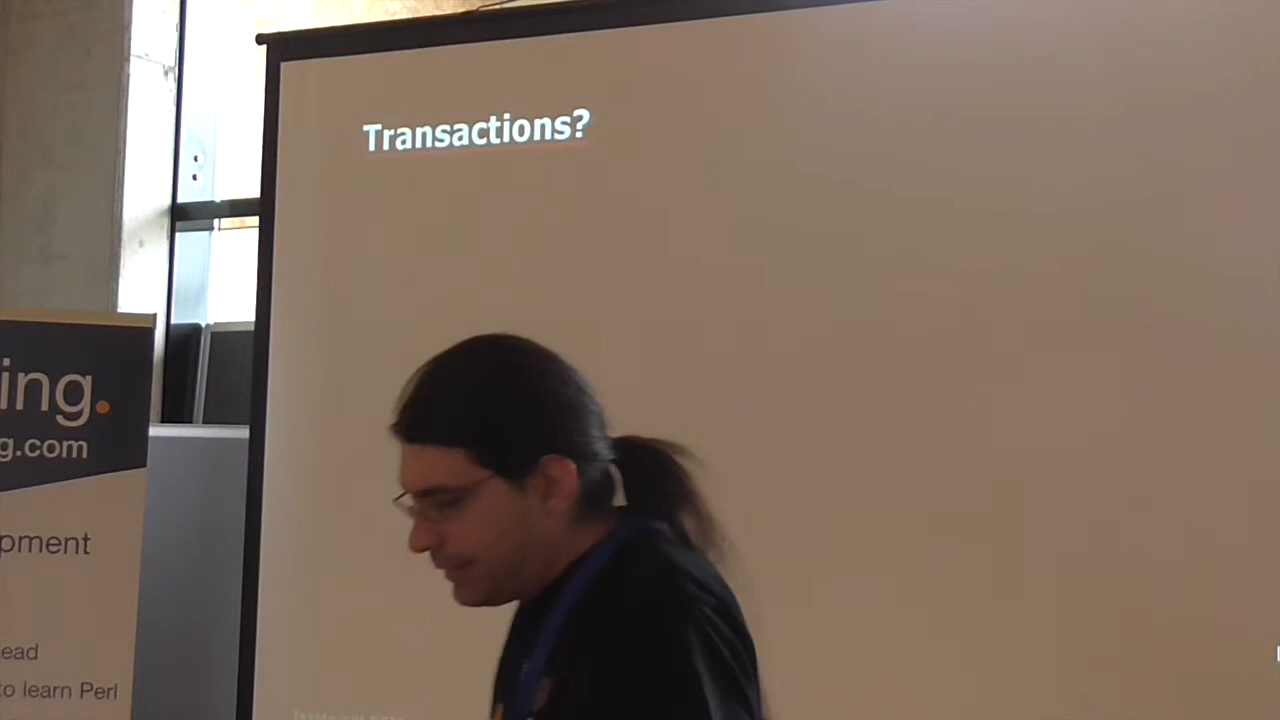 Transactions?
ing.
g.com
pment
ead
to learn Perl